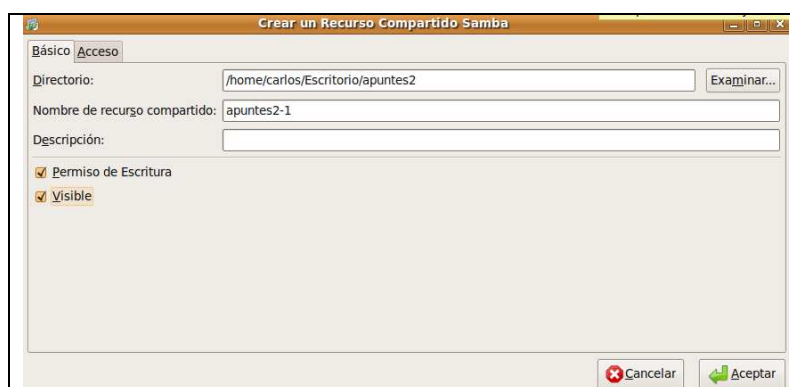 Crear un Recurso Compartido Samba
Básico Acceso
Directorio: /home/carlos/Escritorio/apuntes2 Examinar...
Nombre de recurso compartido: apuntes2-1
Descripción:
Permiso de Escritura
Visible
Cancelar Aceptar